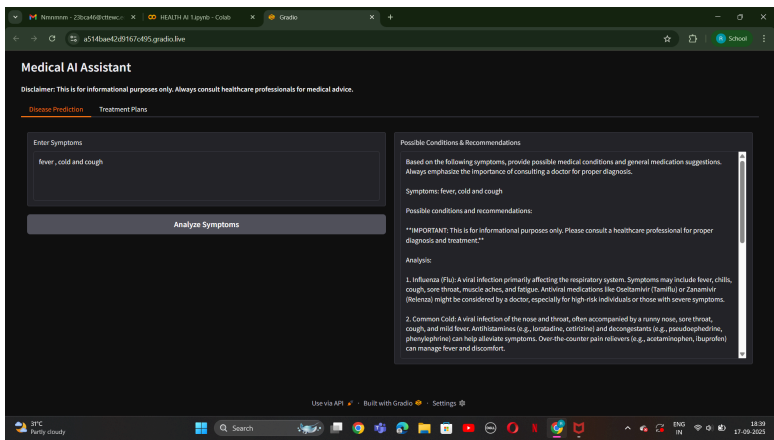 Nmnmnm - 23bca46@cttewc.e
HEALTH AI 1.ipynb - Colab
Gradio
a514bae42d9167c495.gradio.live
School
Medical AI Assistant
Disclaimer: This is for informational purposes only. Always consult healthcare professionals for medical advice.
Disease Prediction
Treatment Plans
Enter Symptoms
fever , cold and cough
Analyze Symptoms
Possible Conditions & Recommendations
Based on the following symptoms, provide possible medical conditions and general medication suggestions.
Always emphasize the importance of consulting a doctor for proper diagnosis.
Symptoms: fever, cold and cough
Possible conditions and recommendations:
**IMPORTANT: This is for informational purposes only. Please consult a healthcare professional for proper
diagnosis and treatment.**
Analysis:
1. Influenza (Flu): A viral infection primarily affecting the respiratory system. Symptoms may include fever, chills,
cough, sore throat, muscle aches, and fatigue. Antiviral medications like Oseltamivir (Tamiflu) or Zanamivir
(Relenza) might be considered by a doctor, especially for high-risk individuals or those with severe symptoms.
2. Common Cold: A viral infection of the nose and throat, often accompanied by a runny nose, sore throat,
cough, and mild fever. Antihistamines (e.g., loratadine, cetirizine) and decongestants (e.g., pseudoephedrine,
phenylephrine) can help alleviate symptoms. Over-the-counter pain relievers (e.g., acetaminophen, ibuprofen)
can manage fever and discomfort.
Use via API · Built with Gradio · Settings
31°C
Partly cloudy
Search
ENG
IN
18:39
17-09-2025